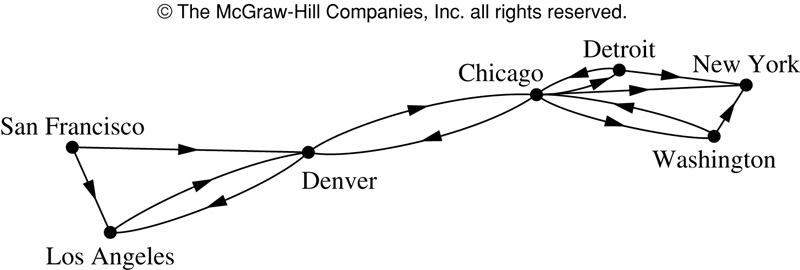 © The McGraw-Hill Companies, Inc. all rights reserved.
Detroit
New York
Chicago
San Francisco
Washington
Denver
Los Angeles